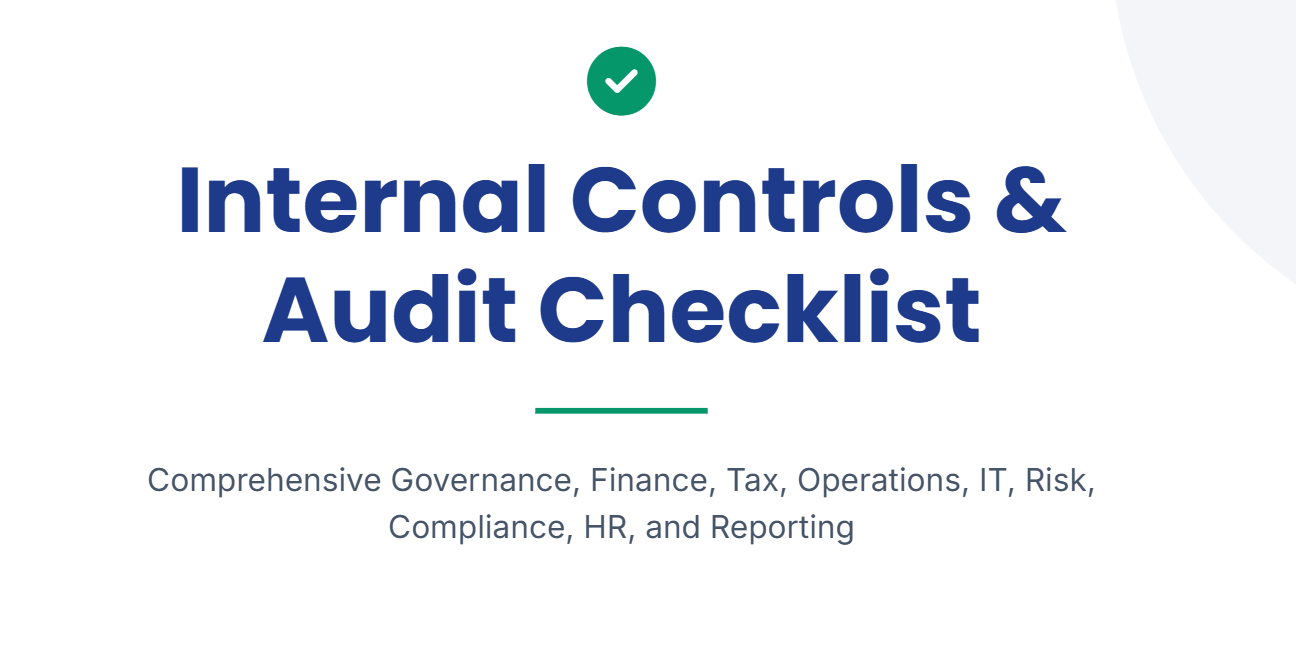 Internal Controls &
Audit Checklist
Comprehensive Governance, Finance, Tax, Operations, IT, Risk,
Compliance, HR, and Reporting